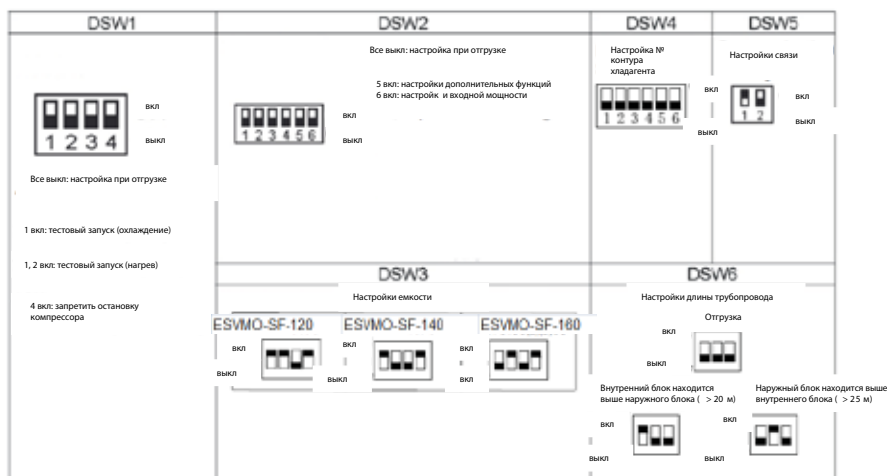 DSW1
DSW2
DSW4
DSW5
Все выкл: настройка при отгрузке
Настройка №
контура
хладагента
Настройки связи
5 вкл: настройки дополнительных функций
6 вкл: настройк и входной мощности
вкл
выкл
1 2 3 4
вкл
выкл
1 2 3 4 5 6
вкл
выкл
1 2 3 4 5 6
вкл
выкл
1 2
Все выкл: настройка при отгрузке
1 вкл: тестовый запуск (охлаждение)
1, 2 вкл: тестовый запуск (нагрев)
4 вкл: запретить остановку
компрессора
DSW3
DSW6
Настройки емкости
Настройки длины трубопровода
ESVMO-SF-120
ESVMO-SF-140
ESVMO-SF-160
вкл
выкл
вкл
выкл
вкл
вкл
Отгрузка
вкл
выкл
Внутренний блок находится
выше наружного блока ( > 20 м)
Наружный блок находится выше
внутреннего блока ( > 25 м)
вкл
выкл
вкл
выкл